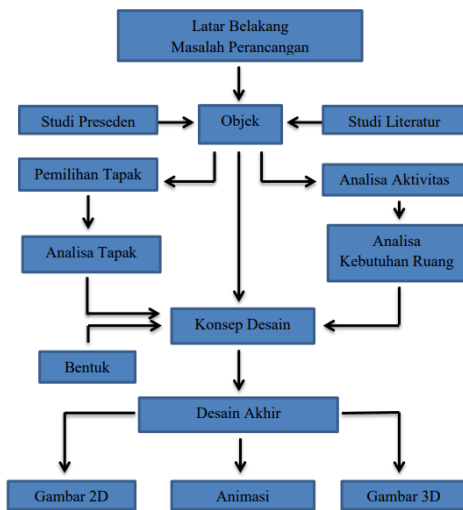 Latar Belakang
Masalah Perancangan
Studi Preseden
Objek
Studi Literatur
Pemilihan Tapak
Analisa Aktivitas
Analisa Tapak
Analisa
Kebutuhan Ruang
Konsep Desain
Bentuk
Desain Akhir
Gambar 2D
Animasi
Gambar 3D